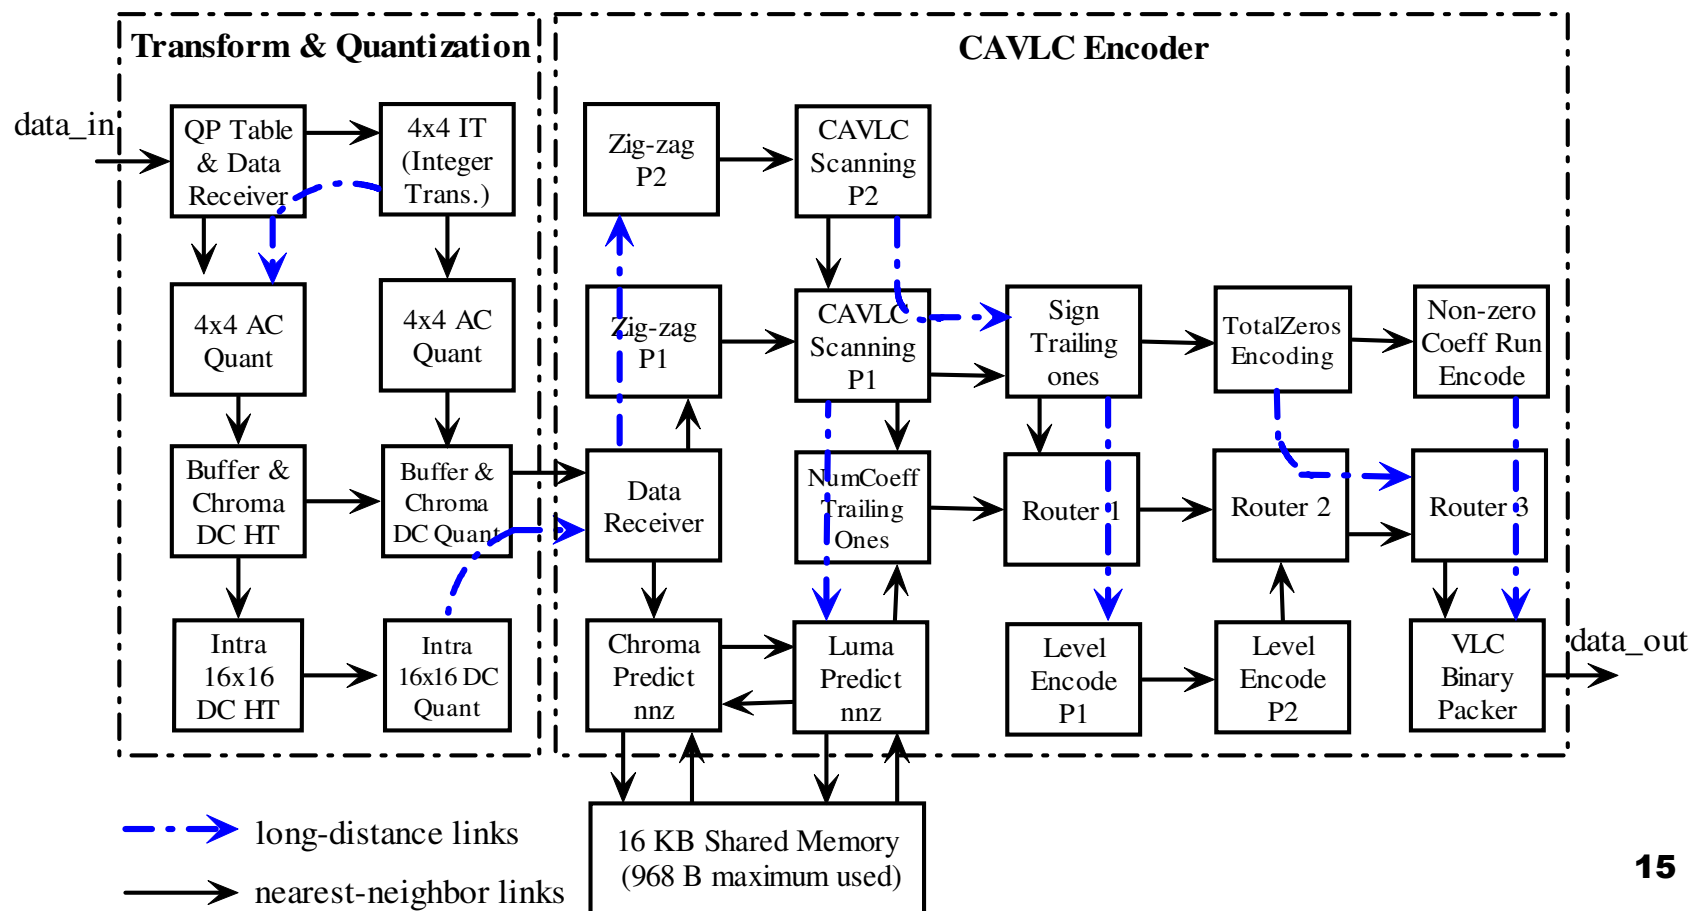 Transform & Quantization
CAVLC Encoder
data_in
QP Table
& Data
Receiver
4x4 IT
(Integer
Trans.)
4x4 AC
Quant
4x4 AC
Quant
Buffer &
Chroma
DC HT
Buffer &
Chroma
DC Quant
Intra
16x16
DC HT
Intra
16x16 DC
Quant
Zig-zag
P2
CAVLC
Scanning
P2
Zig-zag
P1
CAVLC
Scanning
P1
Sign
Trailing
ones
TotalZeros
Encoding
Non-zero
Coeff Run
Encode
Data
Receiver
NumCoeff
Trailing
Ones
Router 1
Router 2
Router 3
Chroma
Predict
nnz
Luma
Predict
nnz
Level
Encode
P1
Level
Encode
P2
VLC
Binary
Packer
data_out
16 KB Shared Memory
(968 B maximum used)
long-distance links
nearest-neighbor links
15